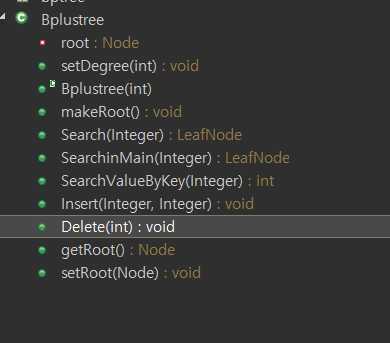 Bplustree
root : Node
setDegree(int) : void
Bplustree(int)
makeRoot() : void
Search(Integer) : LeafNode
SearchinMain(Integer) : LeafNode
SearchValueByKey(Integer) : int
Insert(Integer, Integer) : void
Delete(int) : void
getRoot() : Node
setRoot(Node) : void